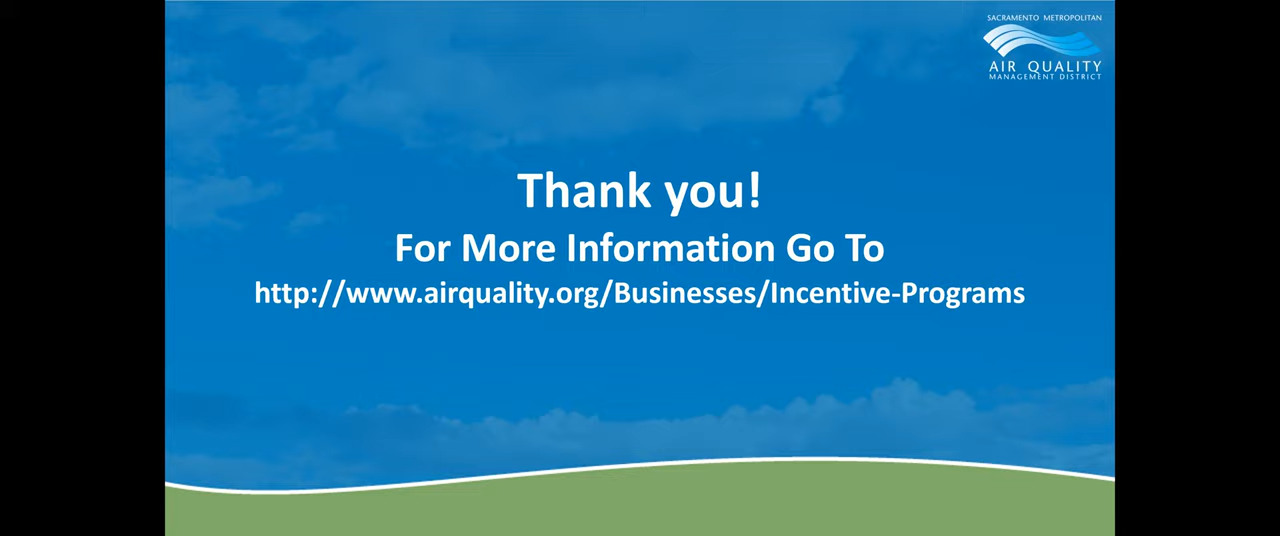 SACRAMENTO METROPOLITAN
AIR QUALITY
MANAGEMENT DISTRICT
Thank you!
For More Information Go To
http://www.airquality.org/Businesses/Incentive-Programs